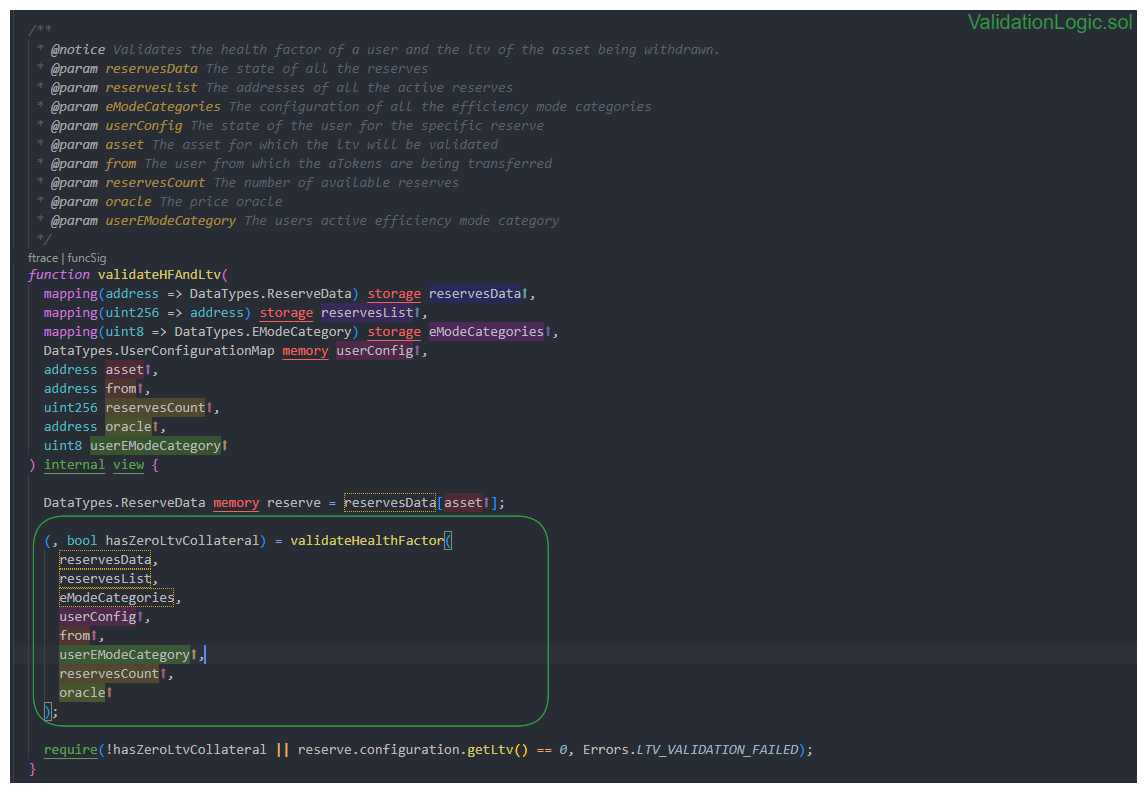 ValidationLogic.sol
/**
 * @notice Validates the health factor of a user and the ltv of the asset being withdrawn.
 * @param reservesData The state of all the reserves
 * @param reservesList The addresses of all the active reserves
 * @param eModeCategories The configuration of all the efficiency mode categories
 * @param userConfig The state of the user for the specific reserve
 * @param asset The asset for which the ltv will be validated
 * @param from The user from which the aTokens are being transferred
 * @param reservesCount The number of available reserves
 * @param oracle The price oracle
 * @param userEModeCategory The users active efficiency mode category
 */
ftrace | funcSig
function validateHFAndLtv(
  mapping(address => DataTypes.ReserveData) storage reservesData↑,
  mapping(uint256 => address) storage reservesList↑,
  mapping(uint8 => DataTypes.EModeCategory) storage eModeCategories↑,
  DataTypes.UserConfigurationMap memory userConfig↑,
  address asset↑,
  address from↑,
  uint256 reservesCount↑,
  address oracle↑,
  uint8 userEModeCategory↑
) internal view {
  DataTypes.ReserveData memory reserve = reservesData[asset↑];
  (, bool hasZeroLtvCollateral) = validateHealthFactor(
    reservesData,
    reservesList,
    eModeCategories,
    userConfig↑,
    from↑,
    userEModeCategory↑,
    reservesCount↑,
    oracle↑
  );
  require(!hasZeroLtvCollateral || reserve.configuration.getLtv() == 0, Errors.LTV_VALIDATION_FAILED);
}